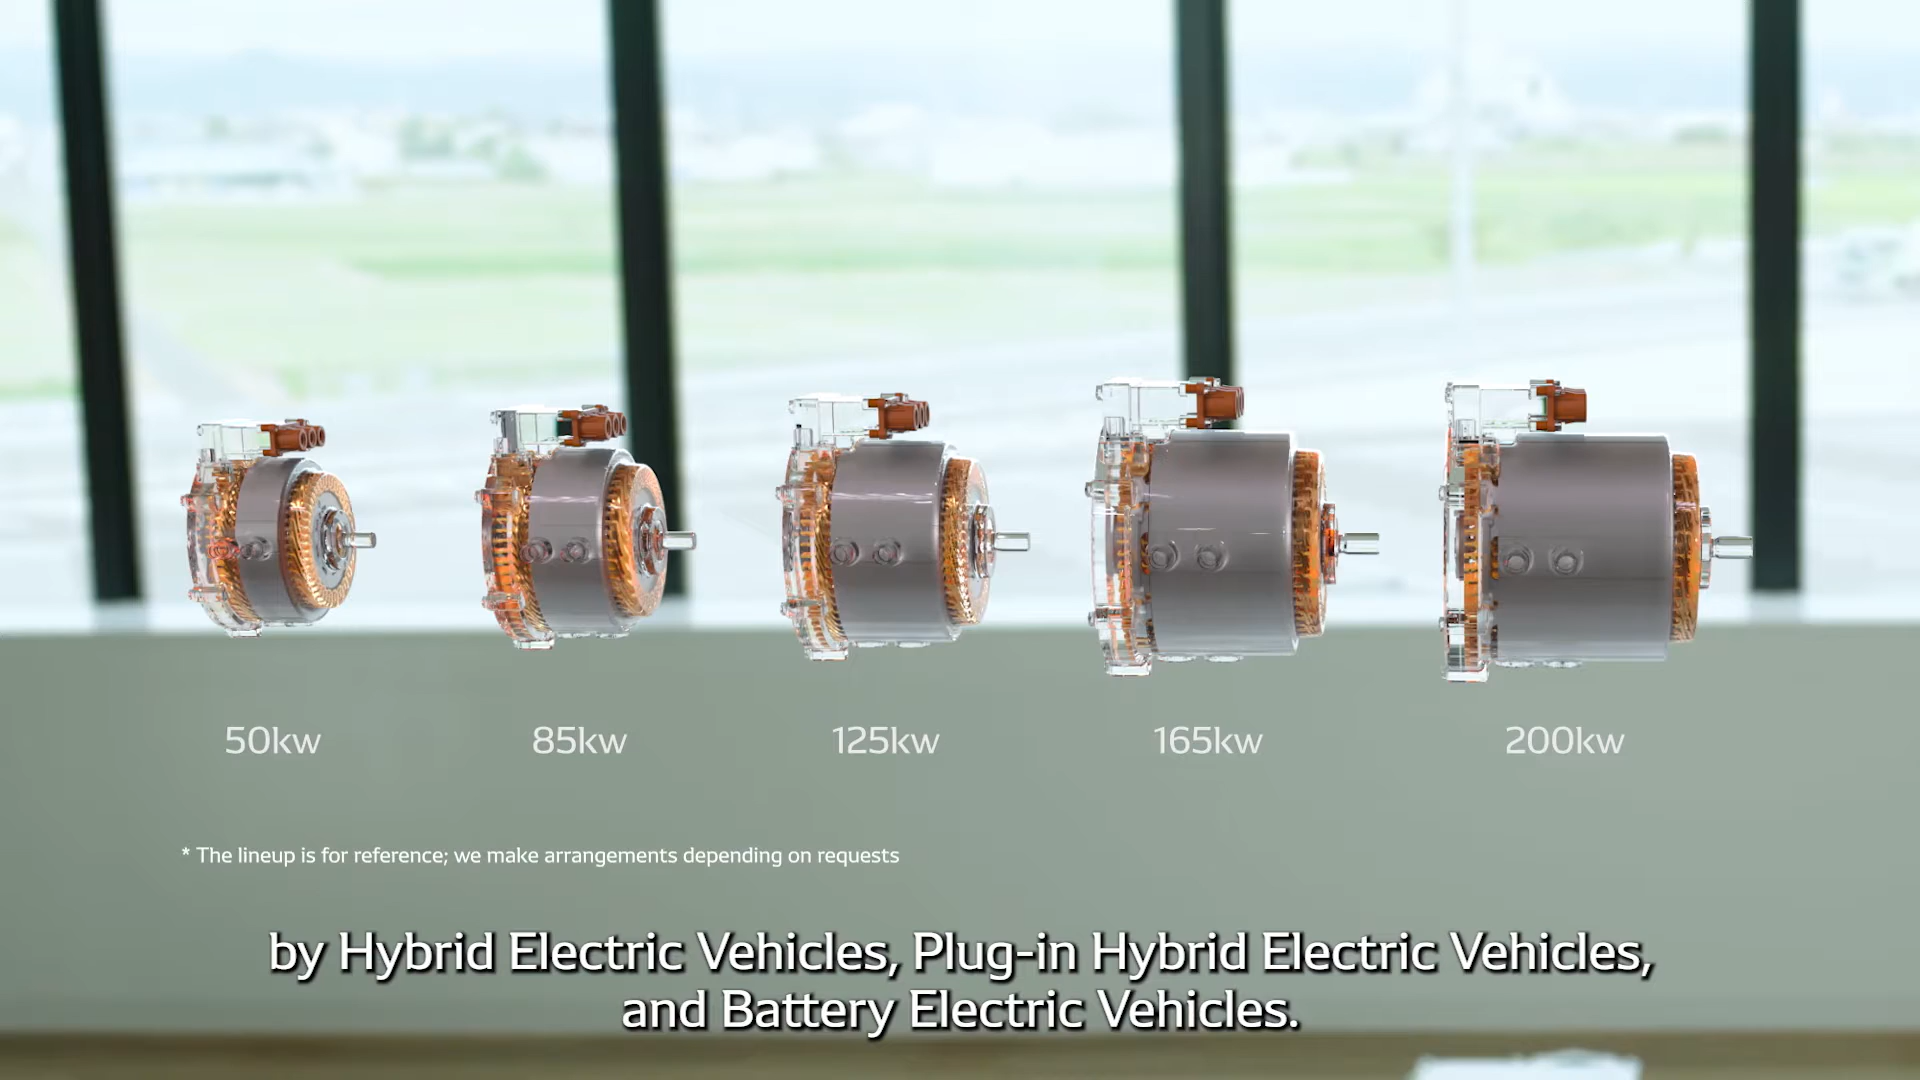 50kw
85kw
125kw
165kw
200kw
* The lineup is for reference; we make arrangements depending on requests
by Hybrid Electric Vehicles, Plug-in Hybrid Electric Vehicles,
and Battery Electric Vehicles.